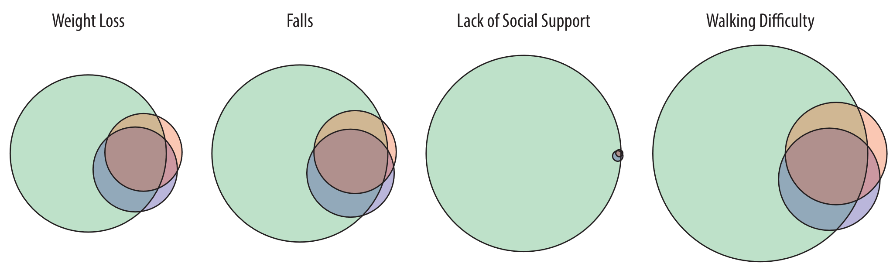 Weight Loss
Falls
Lack of Social Support
Walking Difficulty